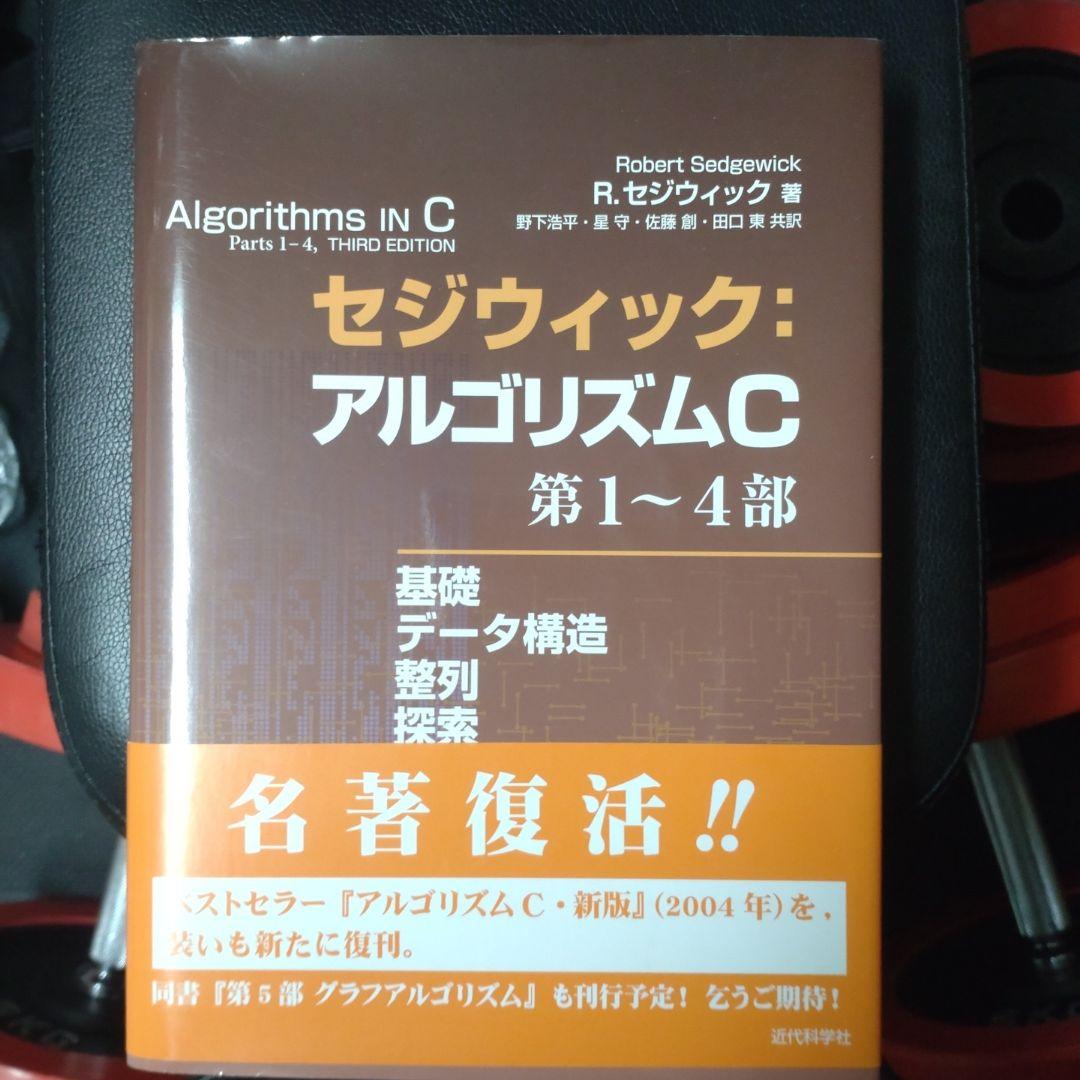 Robert Sedgewick
R.セジウィック 著
野下浩平・星 守・佐藤 創・田口 東 共訳
Algorithms IN C
Parts 1–4, THIRD EDITION
セジウィック:
アルゴリズムC
第1～4部
基礎
データ構造
整列
探索
名著復活!!
ベストセラー『アルゴリズムC・新版』(2004年)を,
装いも新たに復刊。
同書『第5部 グラフアルゴリズム』も刊行予定! 乞うご期待!
近代科学社